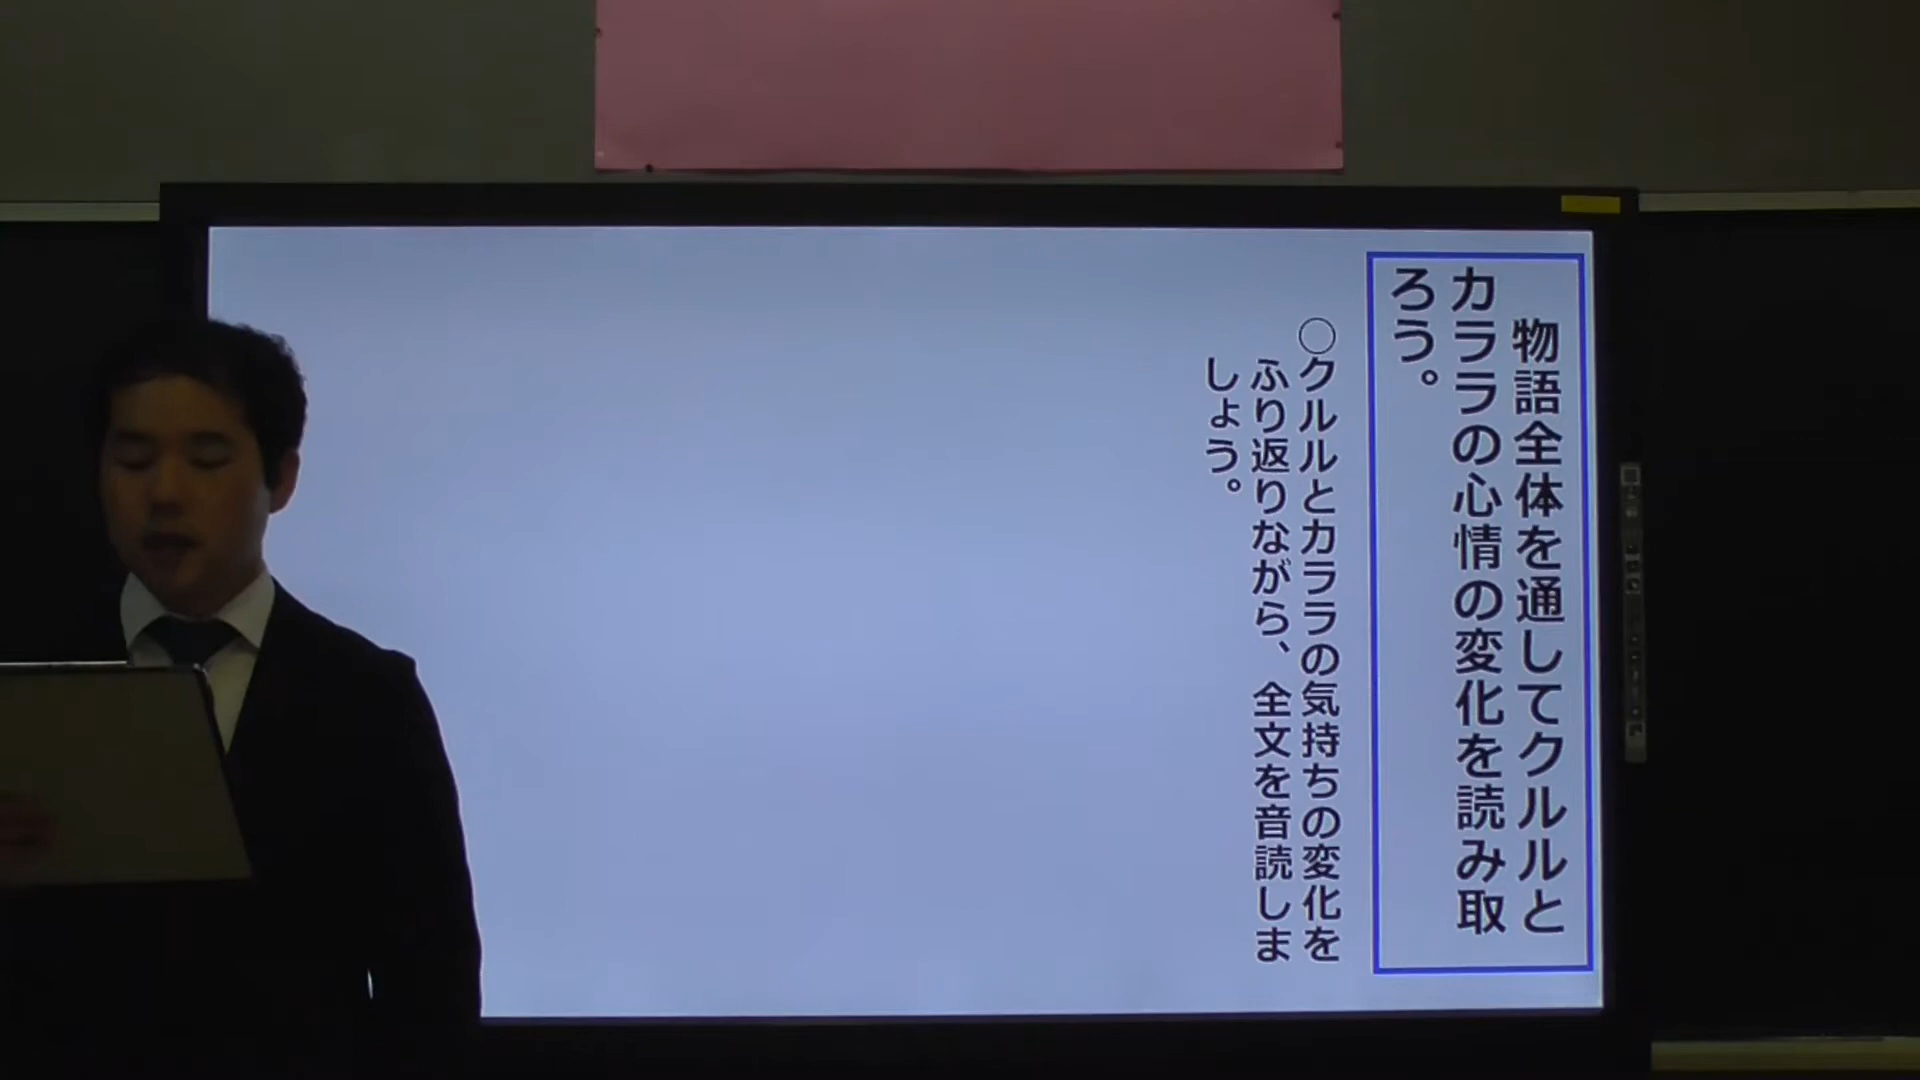 物語全体を通してクルルと
カララの心情の変化を読み取
ろう。
○クルルとカララの気持ちの変化を
ふり返りながら、全文を音読しま
しょう。